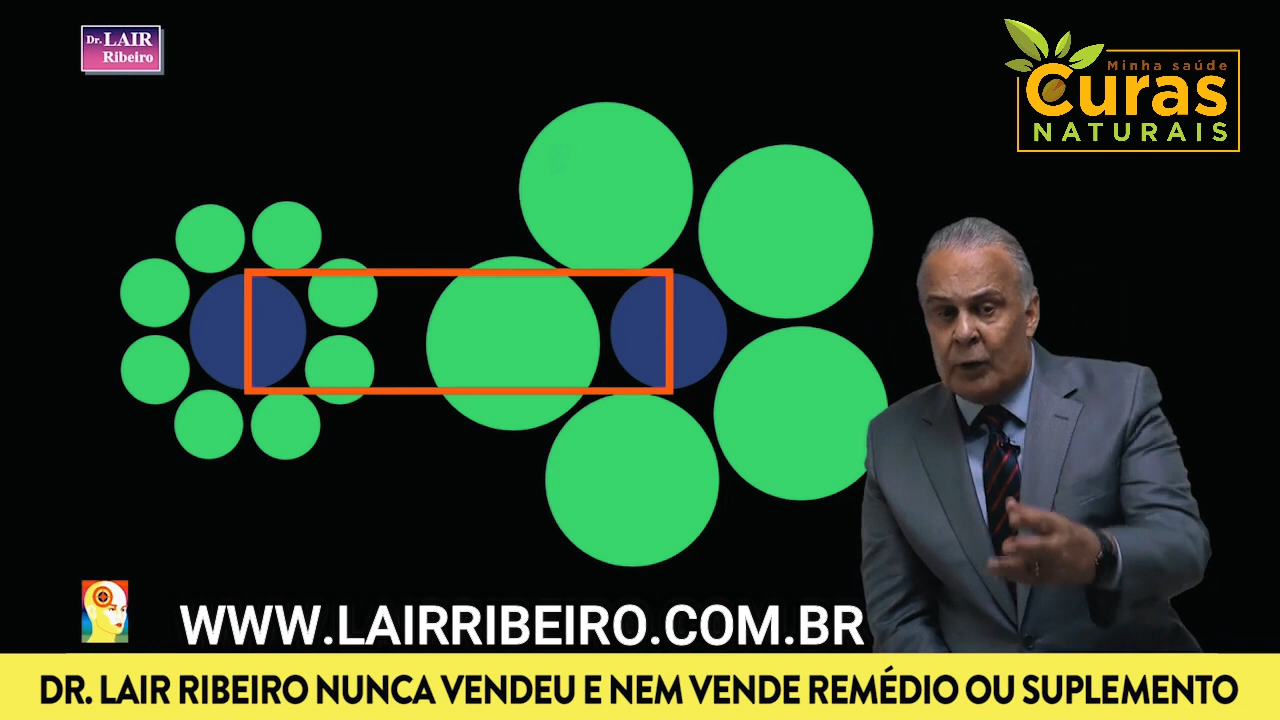 Dr. LAIR
Ribeiro
Minha saúde
Curas
NATURAIS
WWW.LAIRRIBEIRO.COM.BR
DR. LAIR RIBEIRO NUNCA VENDEU E NEM VENDE REMÉDIO OU SUPLEMENTO